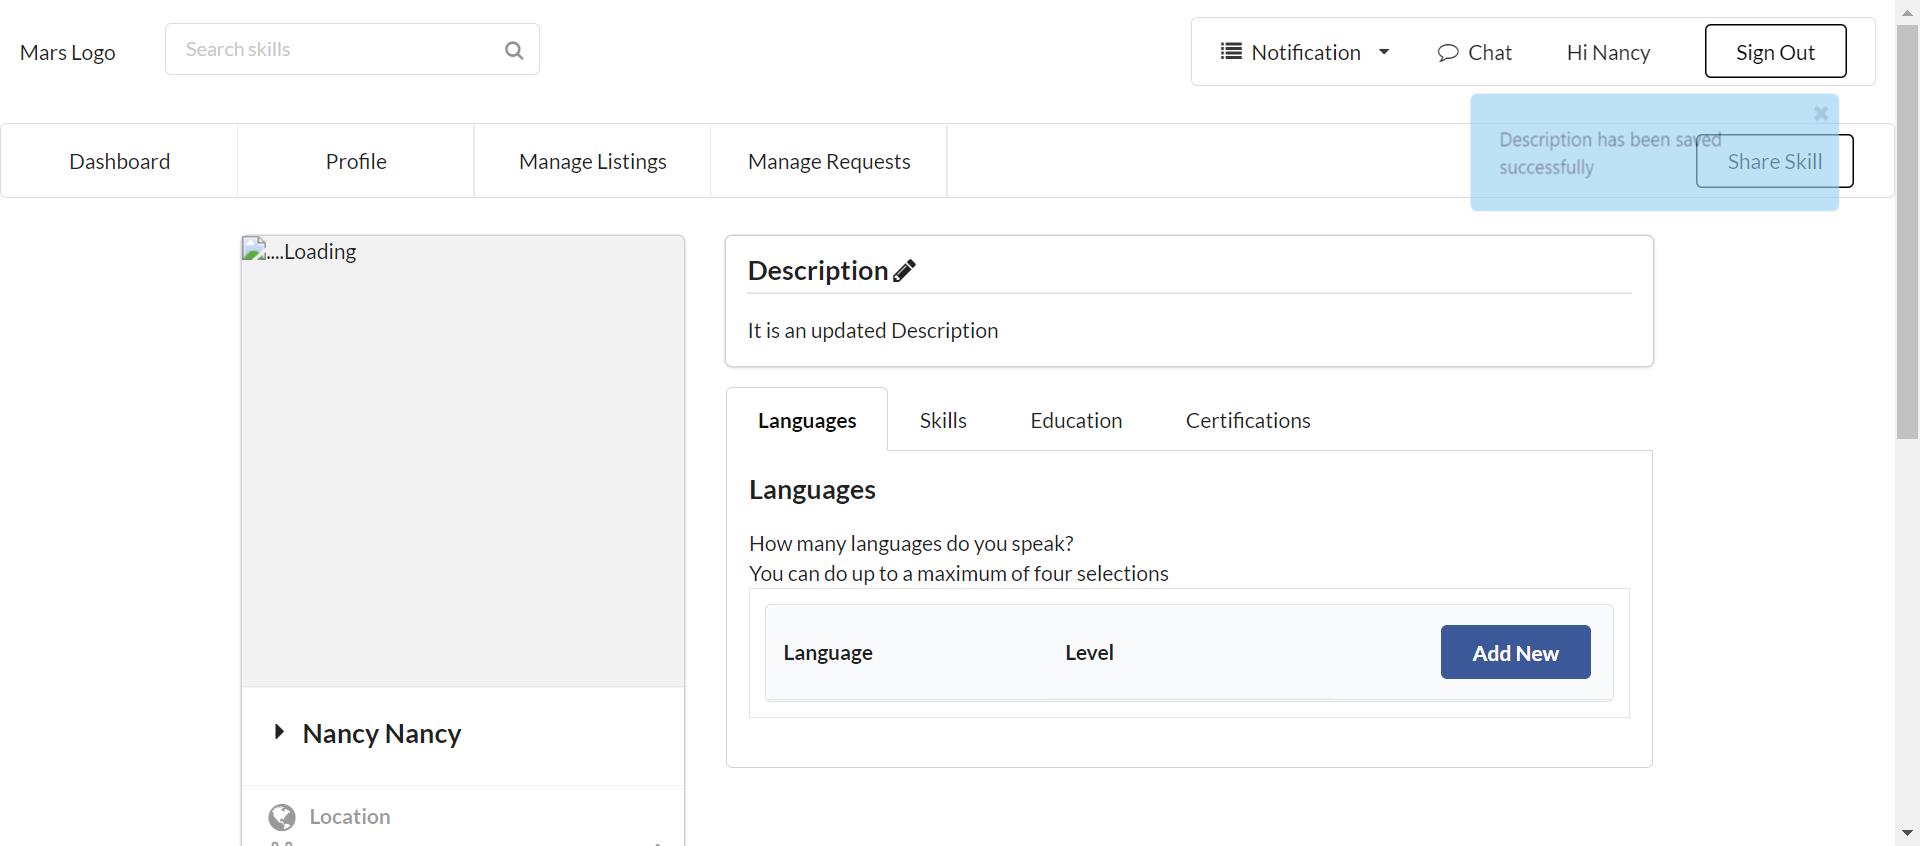 Mars Logo
Search skills
Notification
Chat
Hi Nancy
Sign Out
Dashboard
Profile
Manage Listings
Manage Requests
Description has been saved
successfully
Share Skill
....Loading
Description
It is an updated Description
Languages
Skills
Education
Certifications
Languages
How many languages do you speak?
You can do up to a maximum of four selections
Language
Level
Add New
Nancy Nancy
Location